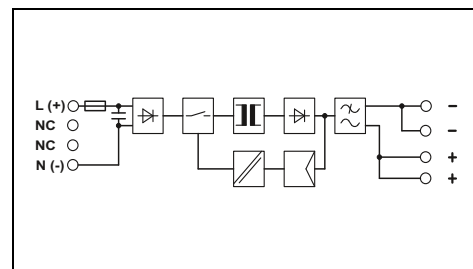 L (+)
NC
NC
N (-)
–
–
+
+